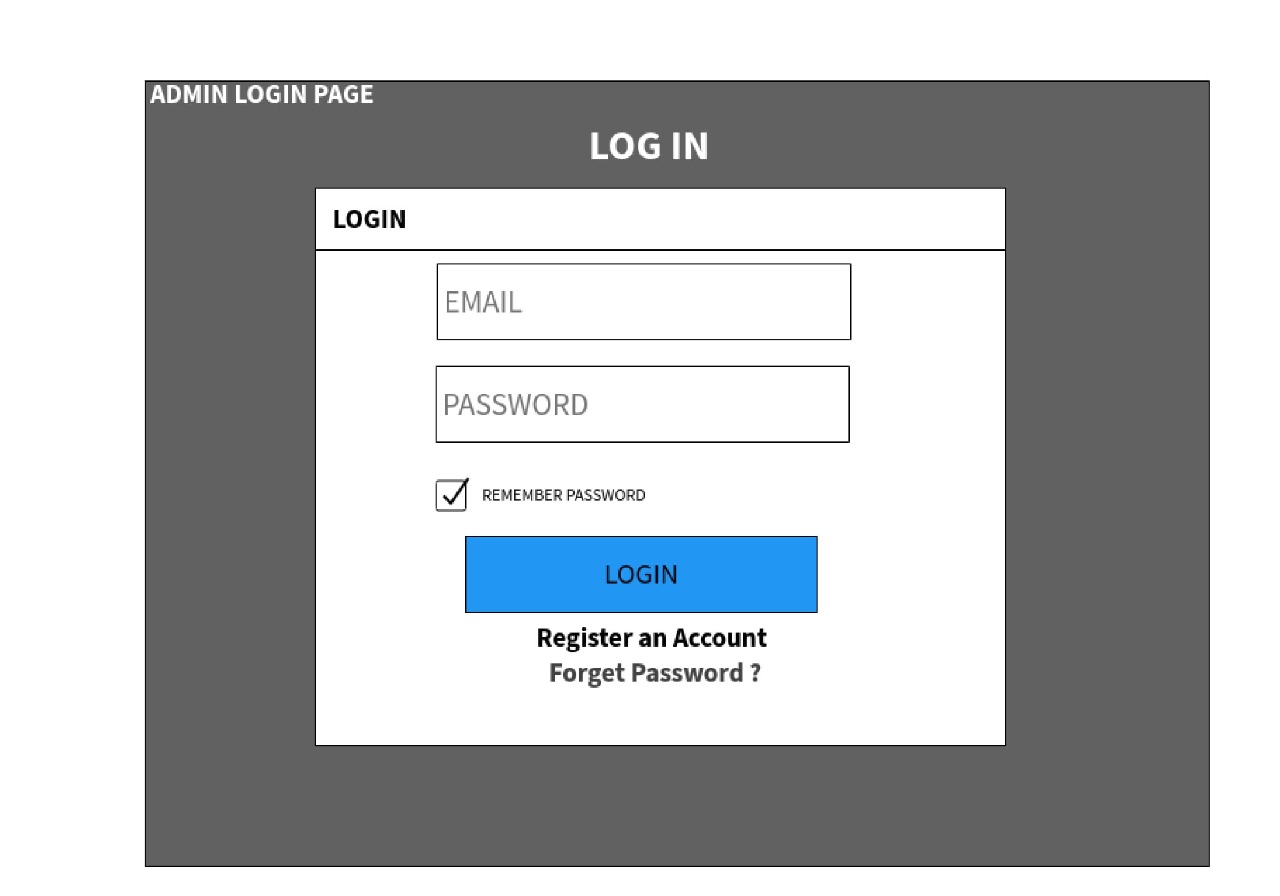 ADMIN LOGIN PAGE
LOG IN
LOGIN
EMAIL
PASSWORD
REMEMBER PASSWORD
LOGIN
Register an Account
Forget Password ?